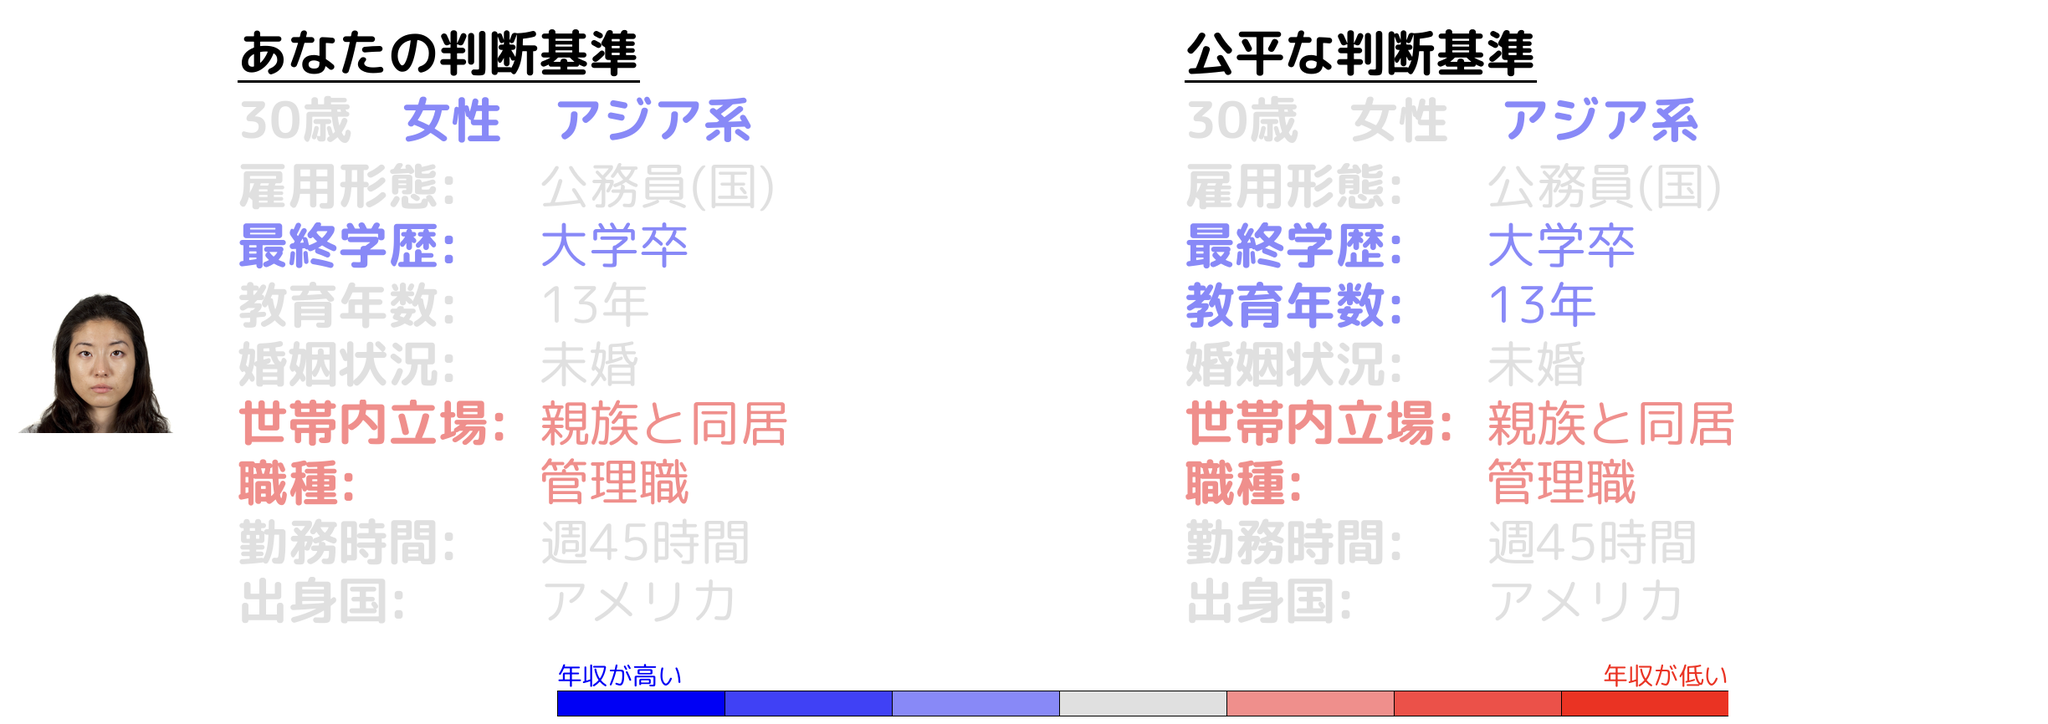 あなたの判断基準
30歳 女性 アジア系
雇用形態: 公務員(国)
最終学歴: 大学卒
教育年数: 13年
婚姻状況: 未婚
世帯内立場: 親族と同居
職種: 管理職
勤務時間: 週45時間
出身国: アメリカ
公平な判断基準
30歳 女性 アジア系
雇用形態: 公務員(国)
最終学歴: 大学卒
教育年数: 13年
婚姻状況: 未婚
世帯内立場: 親族と同居
職種: 管理職
勤務時間: 週45時間
出身国: アメリカ
年収が高い
年収が低い